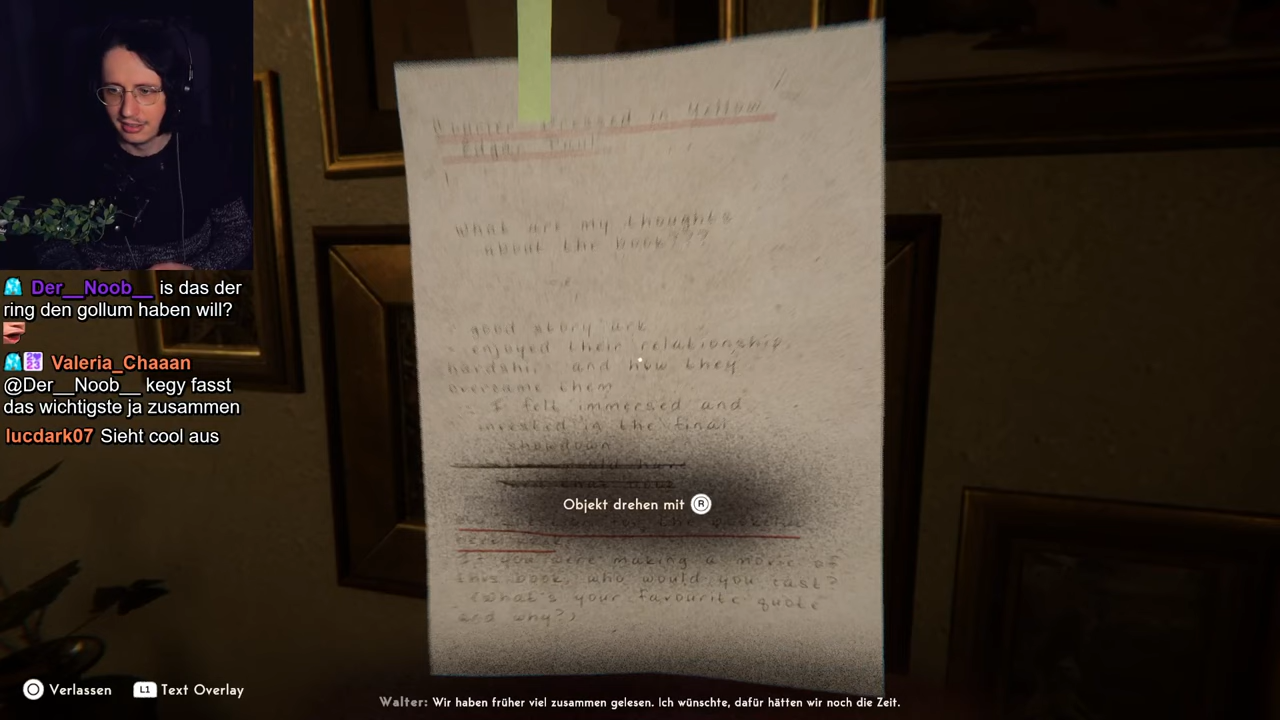 Der__Noob__ is das der
ring den gollum haben will?
Valeria_Chaaan
@Der__Noob__ kegy fasst
das wichtigste ja zusammen
lucdark07 Sieht cool aus
in Yellow
What are my thoughts
about the book???
good story ark
enjoyed their relationship,
and how they
overcame them
I felt immersed and
invested in the final
showdown
Objekt drehen mit R
If you were making a movie of
this book, who would you cast?
(What's your favourite quote
and why?)
Verlassen
L1 Text Overlay
Walter: Wir haben früher viel zusammen gelesen. Ich wünschte, dafür hätten wir noch die Zeit.